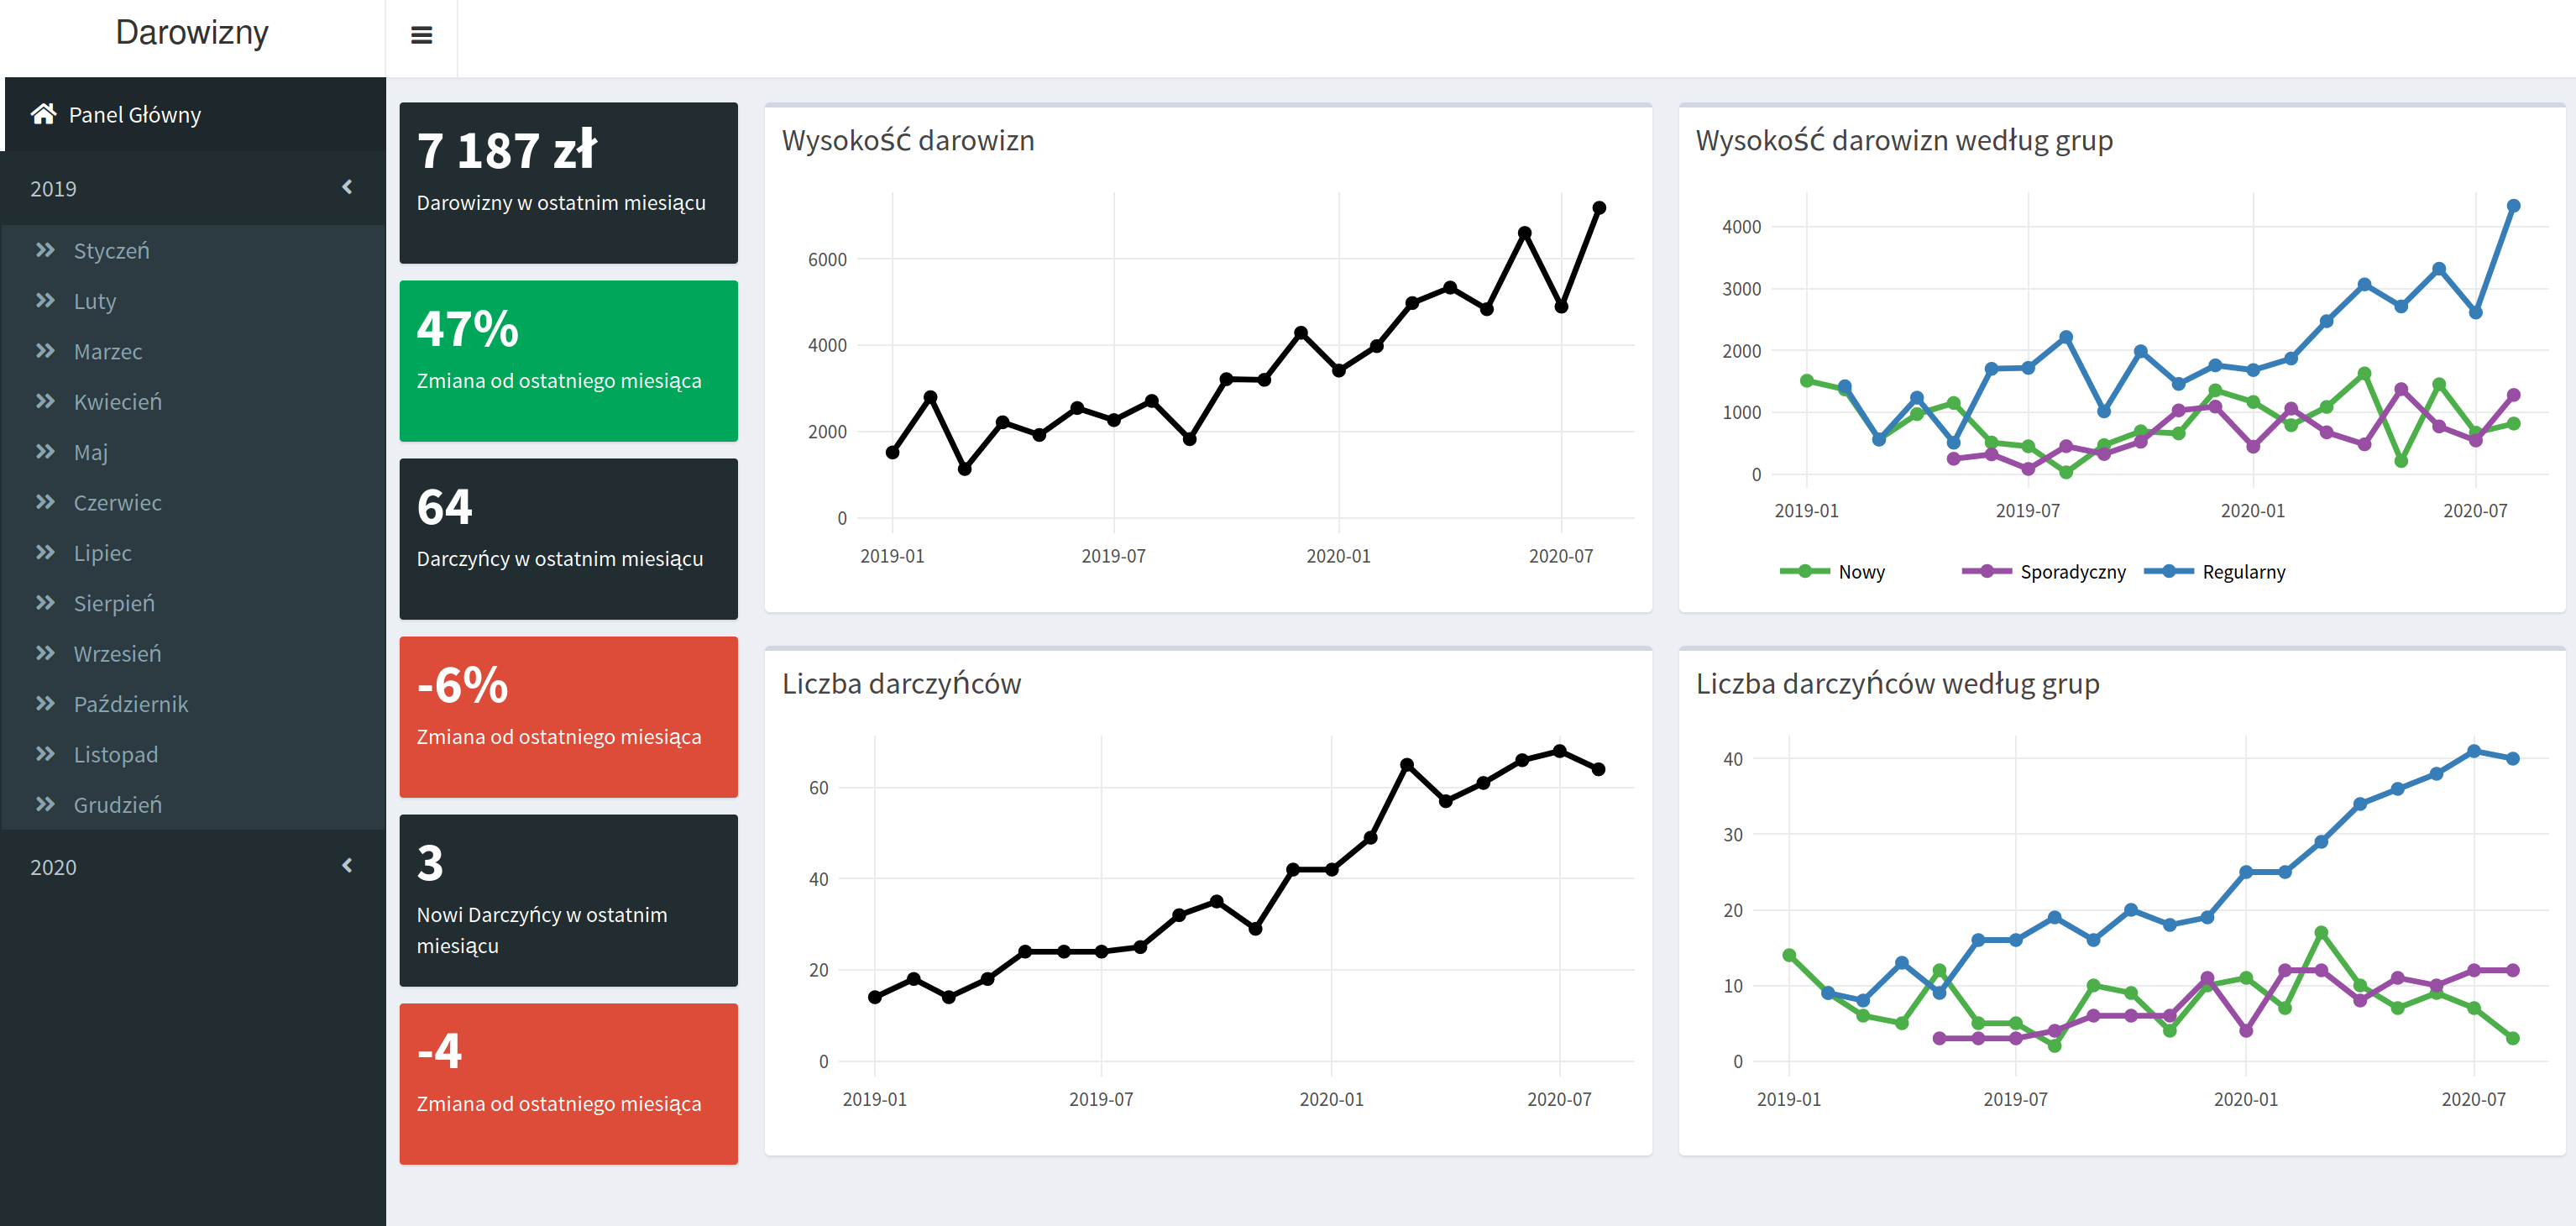 Darowizny
Panel Główny
2019
Styczeń
Luty
Marzec
Kwiecień
Maj
Czerwiec
Lipiec
Sierpień
Wrzesień
Październik
Listopad
Grudzień
2020
7 187 zł
Darowizny w ostatnim miesiącu
47%
Zmiana od ostatniego miesiąca
64
Darczyńcy w ostatnim miesiącu
-6%
Zmiana od ostatniego miesiąca
3
Nowi Darczyńcy w ostatnim
miesiącu
-4
Zmiana od ostatniego miesiąca
Wysokość darowizn
6000
4000
2000
0
2019-01 2019-07 2020-01 2020-07
Wysokość darowizn według grup
4000
3000
2000
1000
0
2019-01 2019-07 2020-01 2020-07
Nowy Sporadyczny Regularny
Liczba darczyńców
60
40
20
0
2019-01 2019-07 2020-01 2020-07
Liczba darczyńców według grup
40
30
20
10
0
2019-01 2019-07 2020-01 2020-07